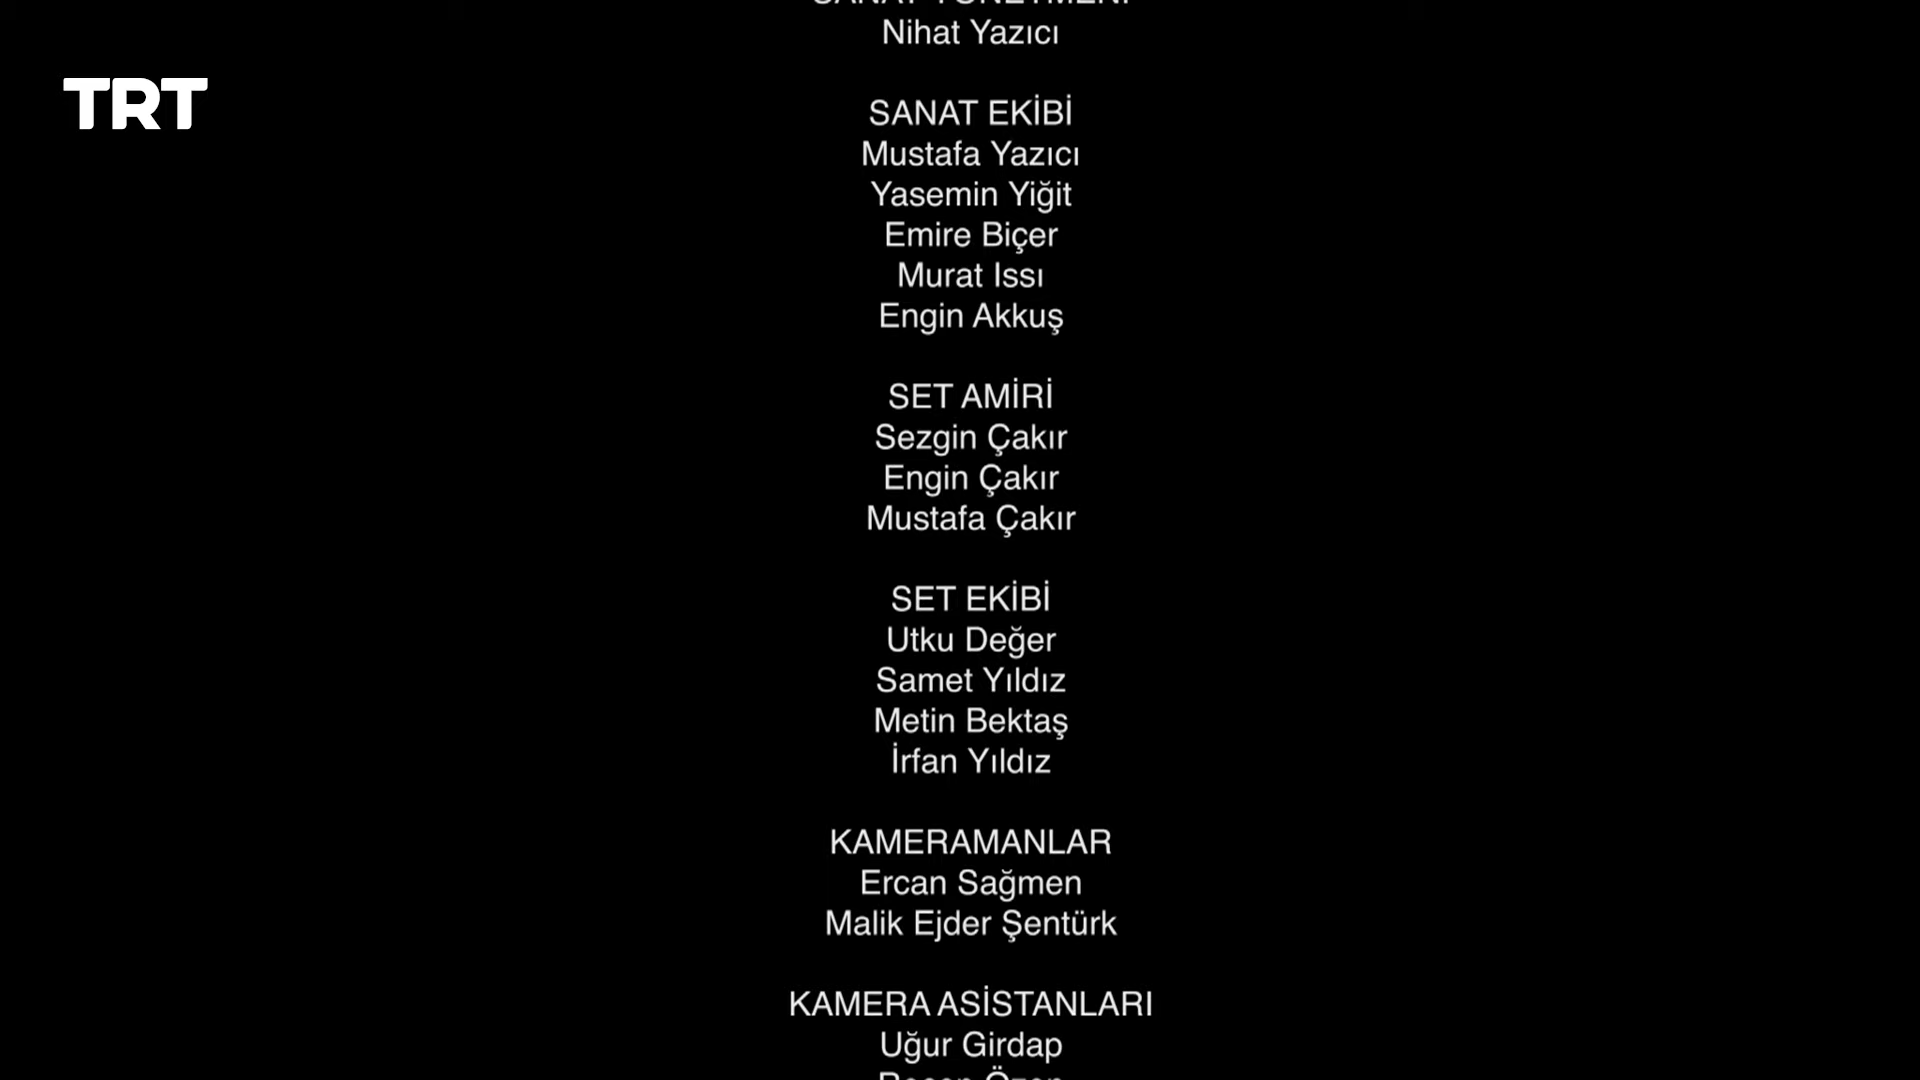 SANAT YÖNETMENİ
Nihat Yazıcı
TRT
SANAT EKİBİ
Mustafa Yazıcı
Yasemin Yiğit
Emire Biçer
Murat Issı
Engin Akkuş
SET AMİRİ
Sezgin Çakır
Engin Çakır
Mustafa Çakır
SET EKİBİ
Utku Değer
Samet Yıldız
Metin Bektaş
İrfan Yıldız
KAMERAMANLAR
Ercan Sağmen
Malik Ejder Şentürk
KAMERA ASİSTANLARI
Uğur Girdap